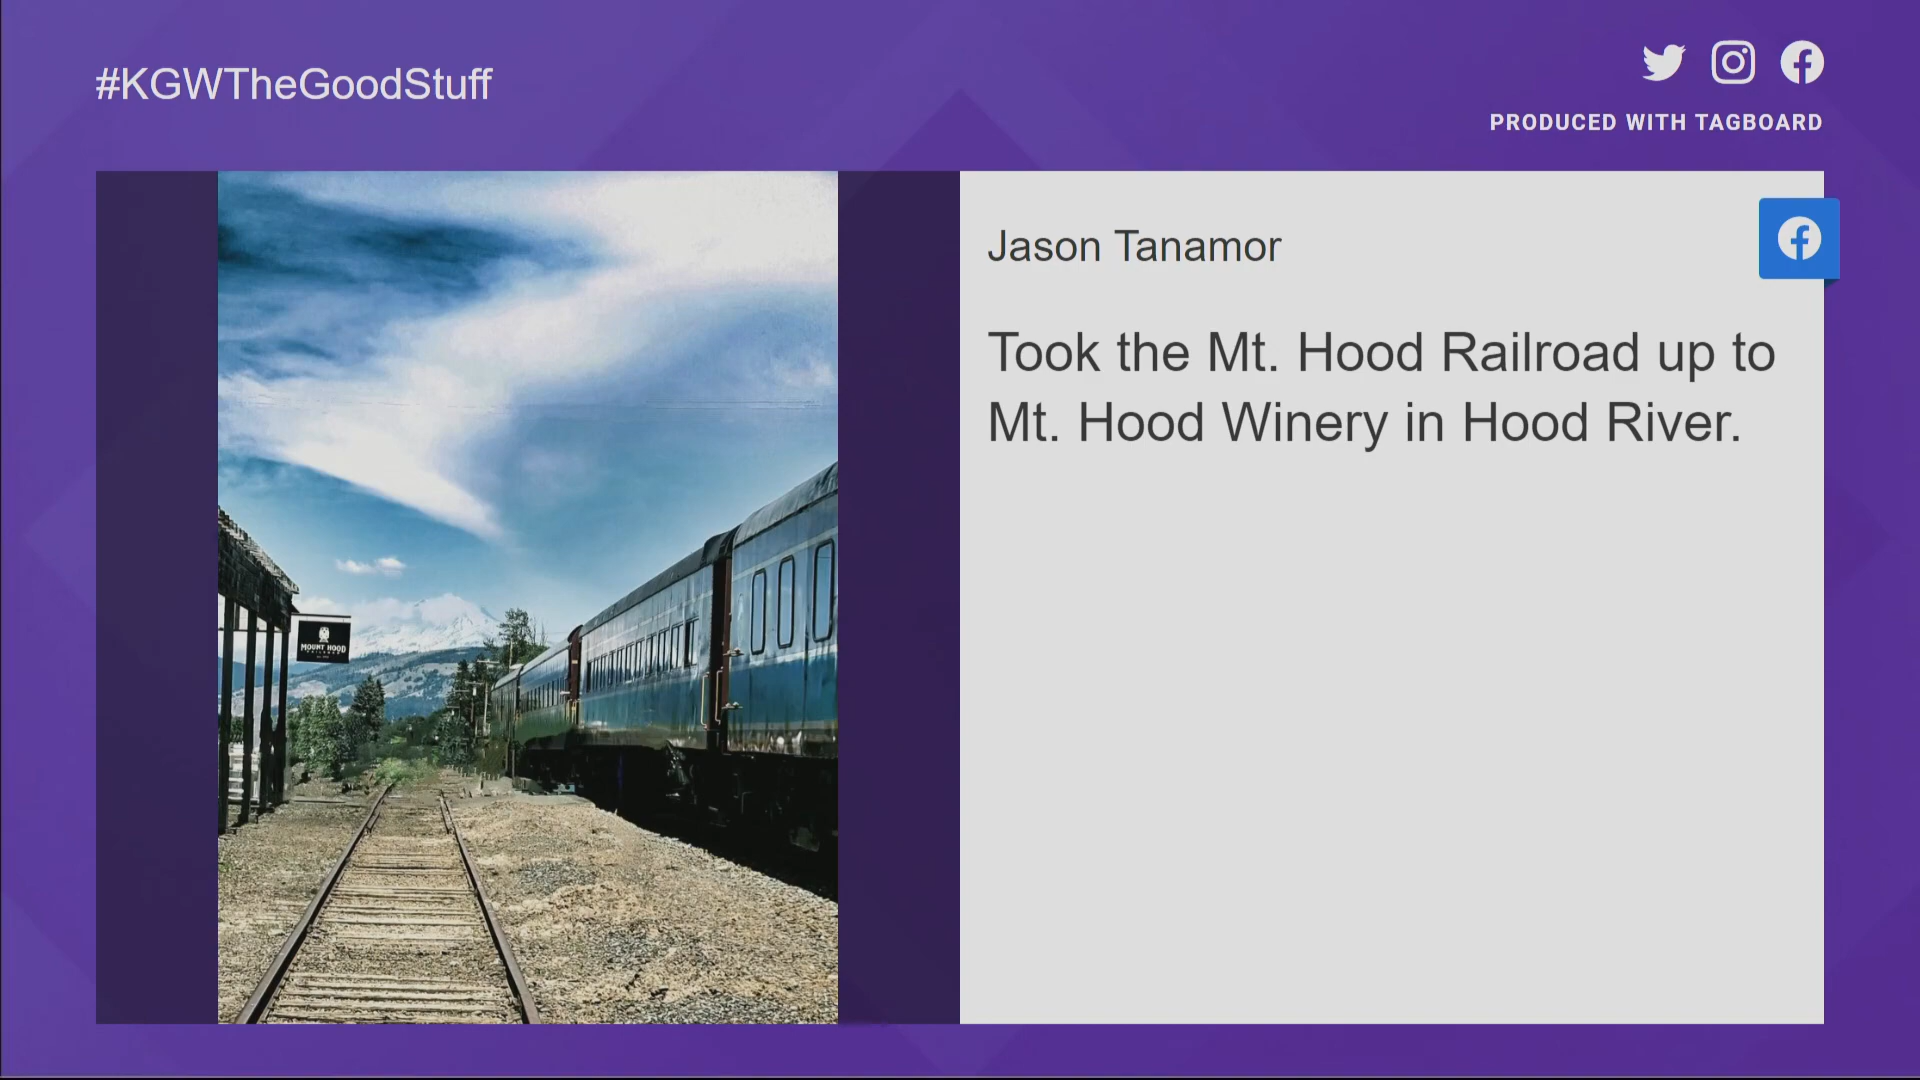 #KGWTheGoodStuff
PRODUCED WITH TAGBOARD
Jason Tanamor
Took the Mt. Hood Railroad up to
Mt. Hood Winery in Hood River.
MOUNT HOOD
RAILROAD